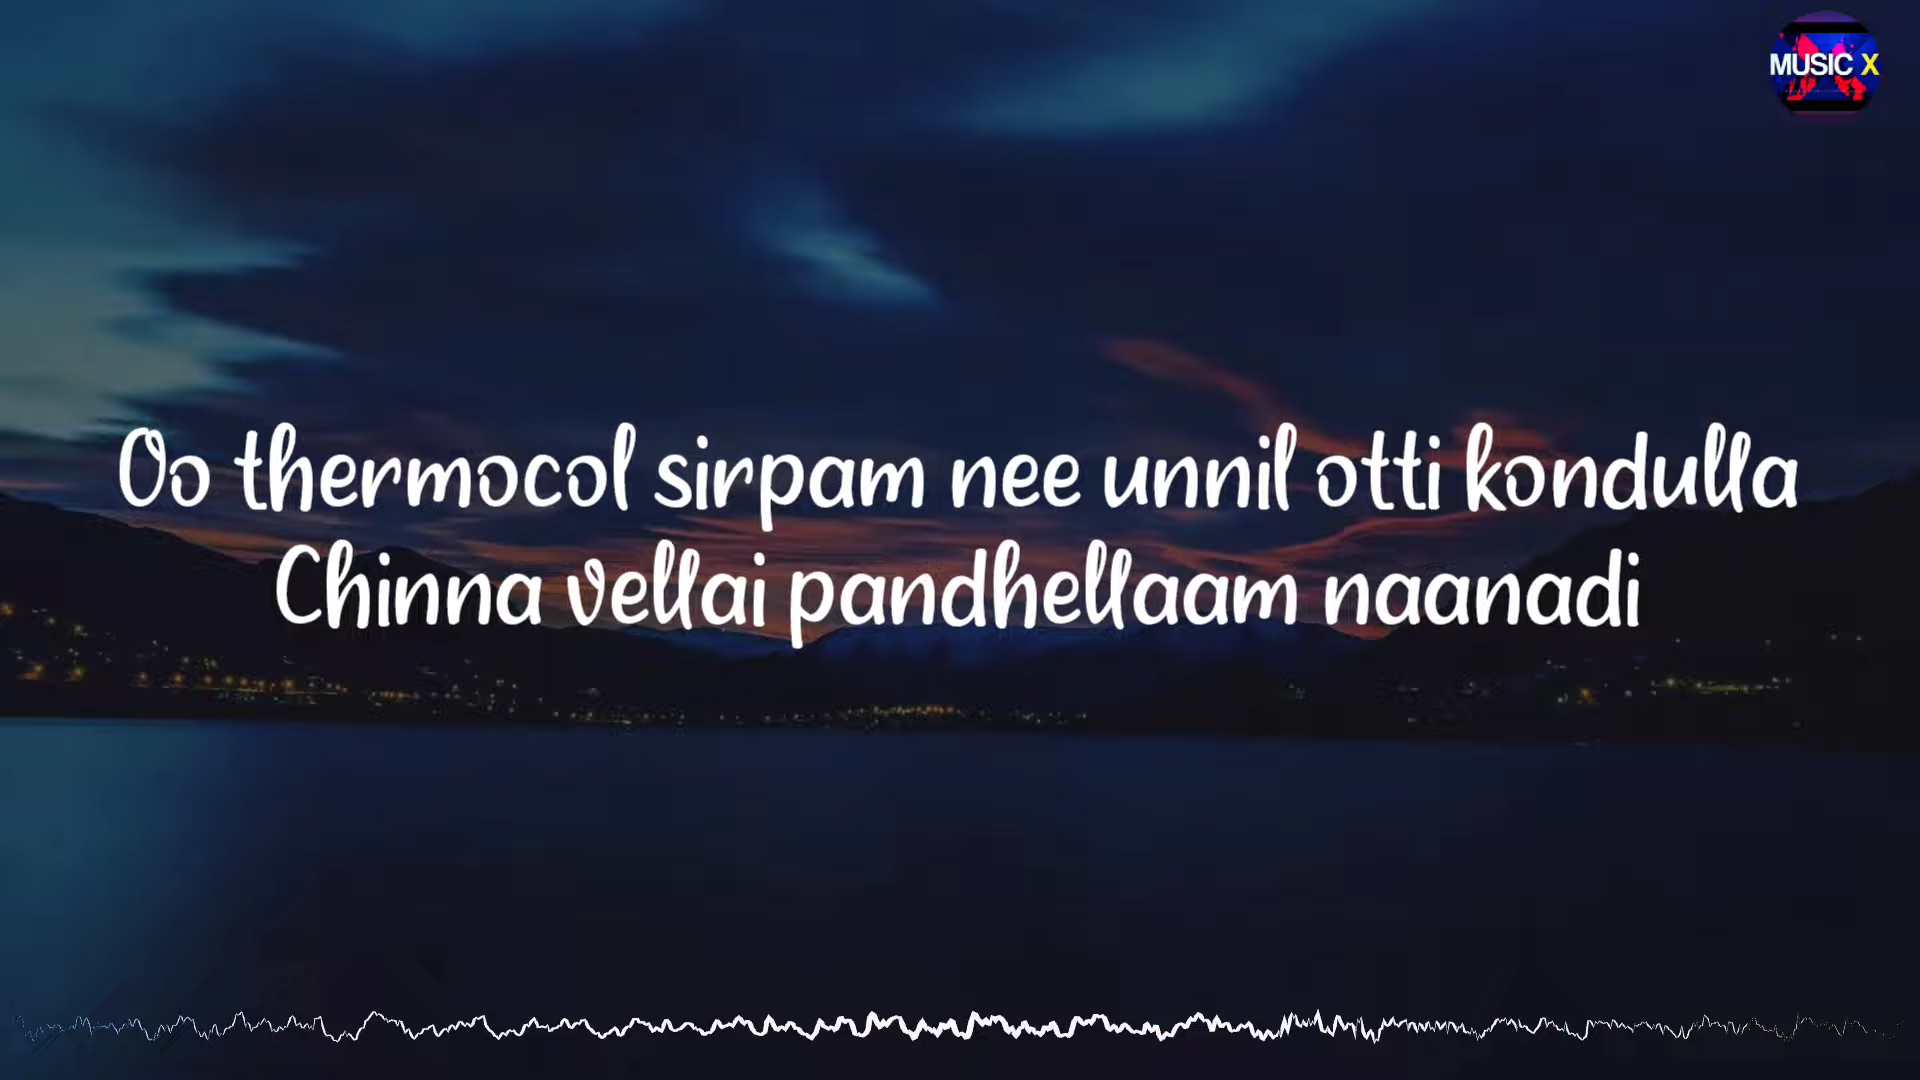 MUSIC X
Oo thermocol sirpam nee unnil otti kondulla
Chinna vellai pandhellaam naanadi